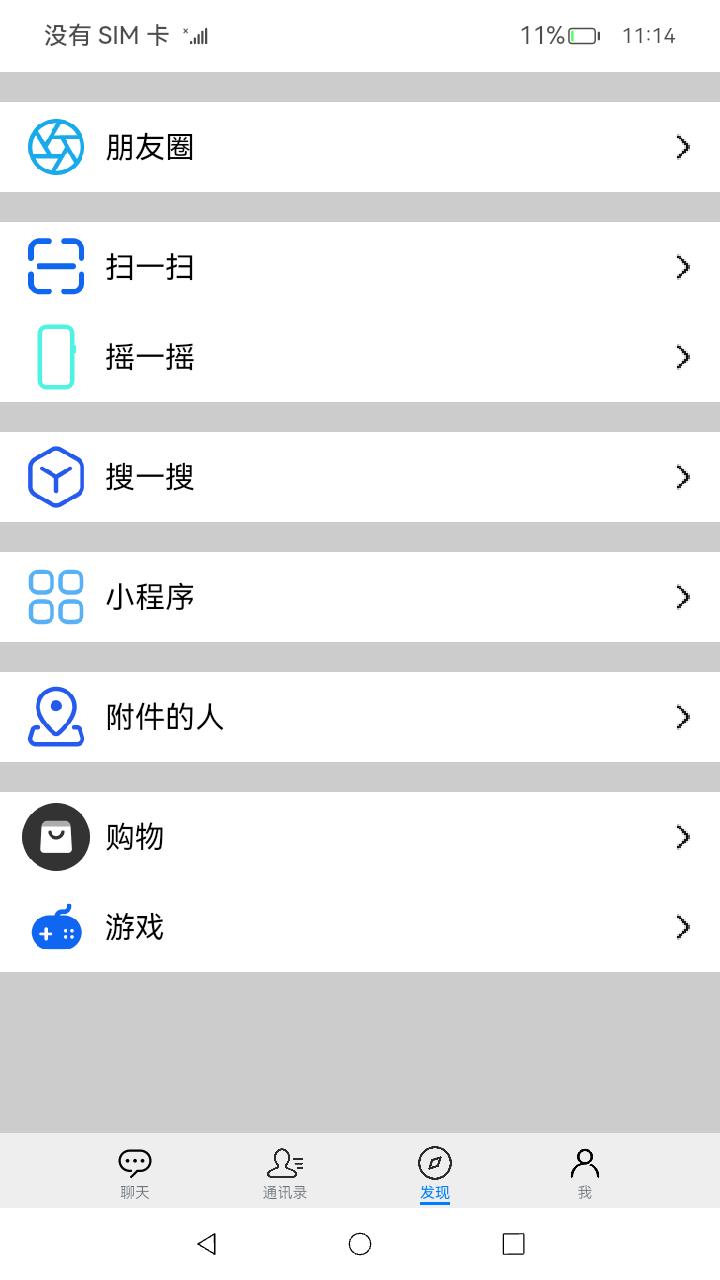 没有 SIM 卡 11% 11:14
朋友圈
扫一扫
摇一摇
搜一搜
小程序
附件的人
购物
游戏
聊天 通讯录 发现 我